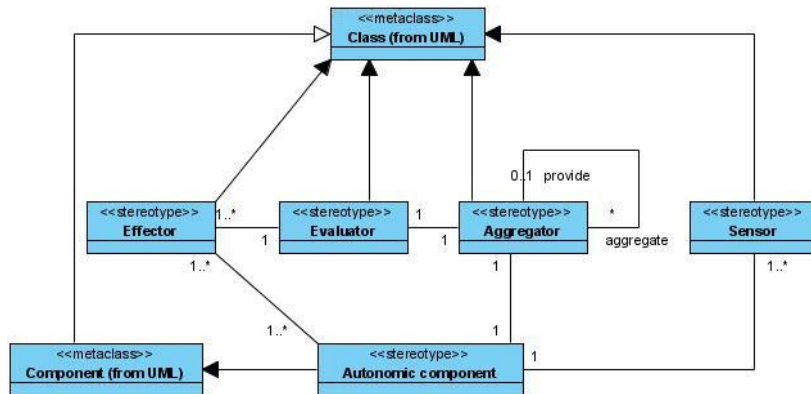 <<metaclass>>
Class (from UML)
0..1 provide
<<stereotype>>
Effector
1..*
1
<<stereotype>>
Evaluator
1
1
<<stereotype>>
Aggregator
*
aggregate
<<stereotype>>
Sensor
1..*
1..*
1
1..*
1
1
<<metaclass>>
Component (from UML)
<<stereotype>>
Autonomic component